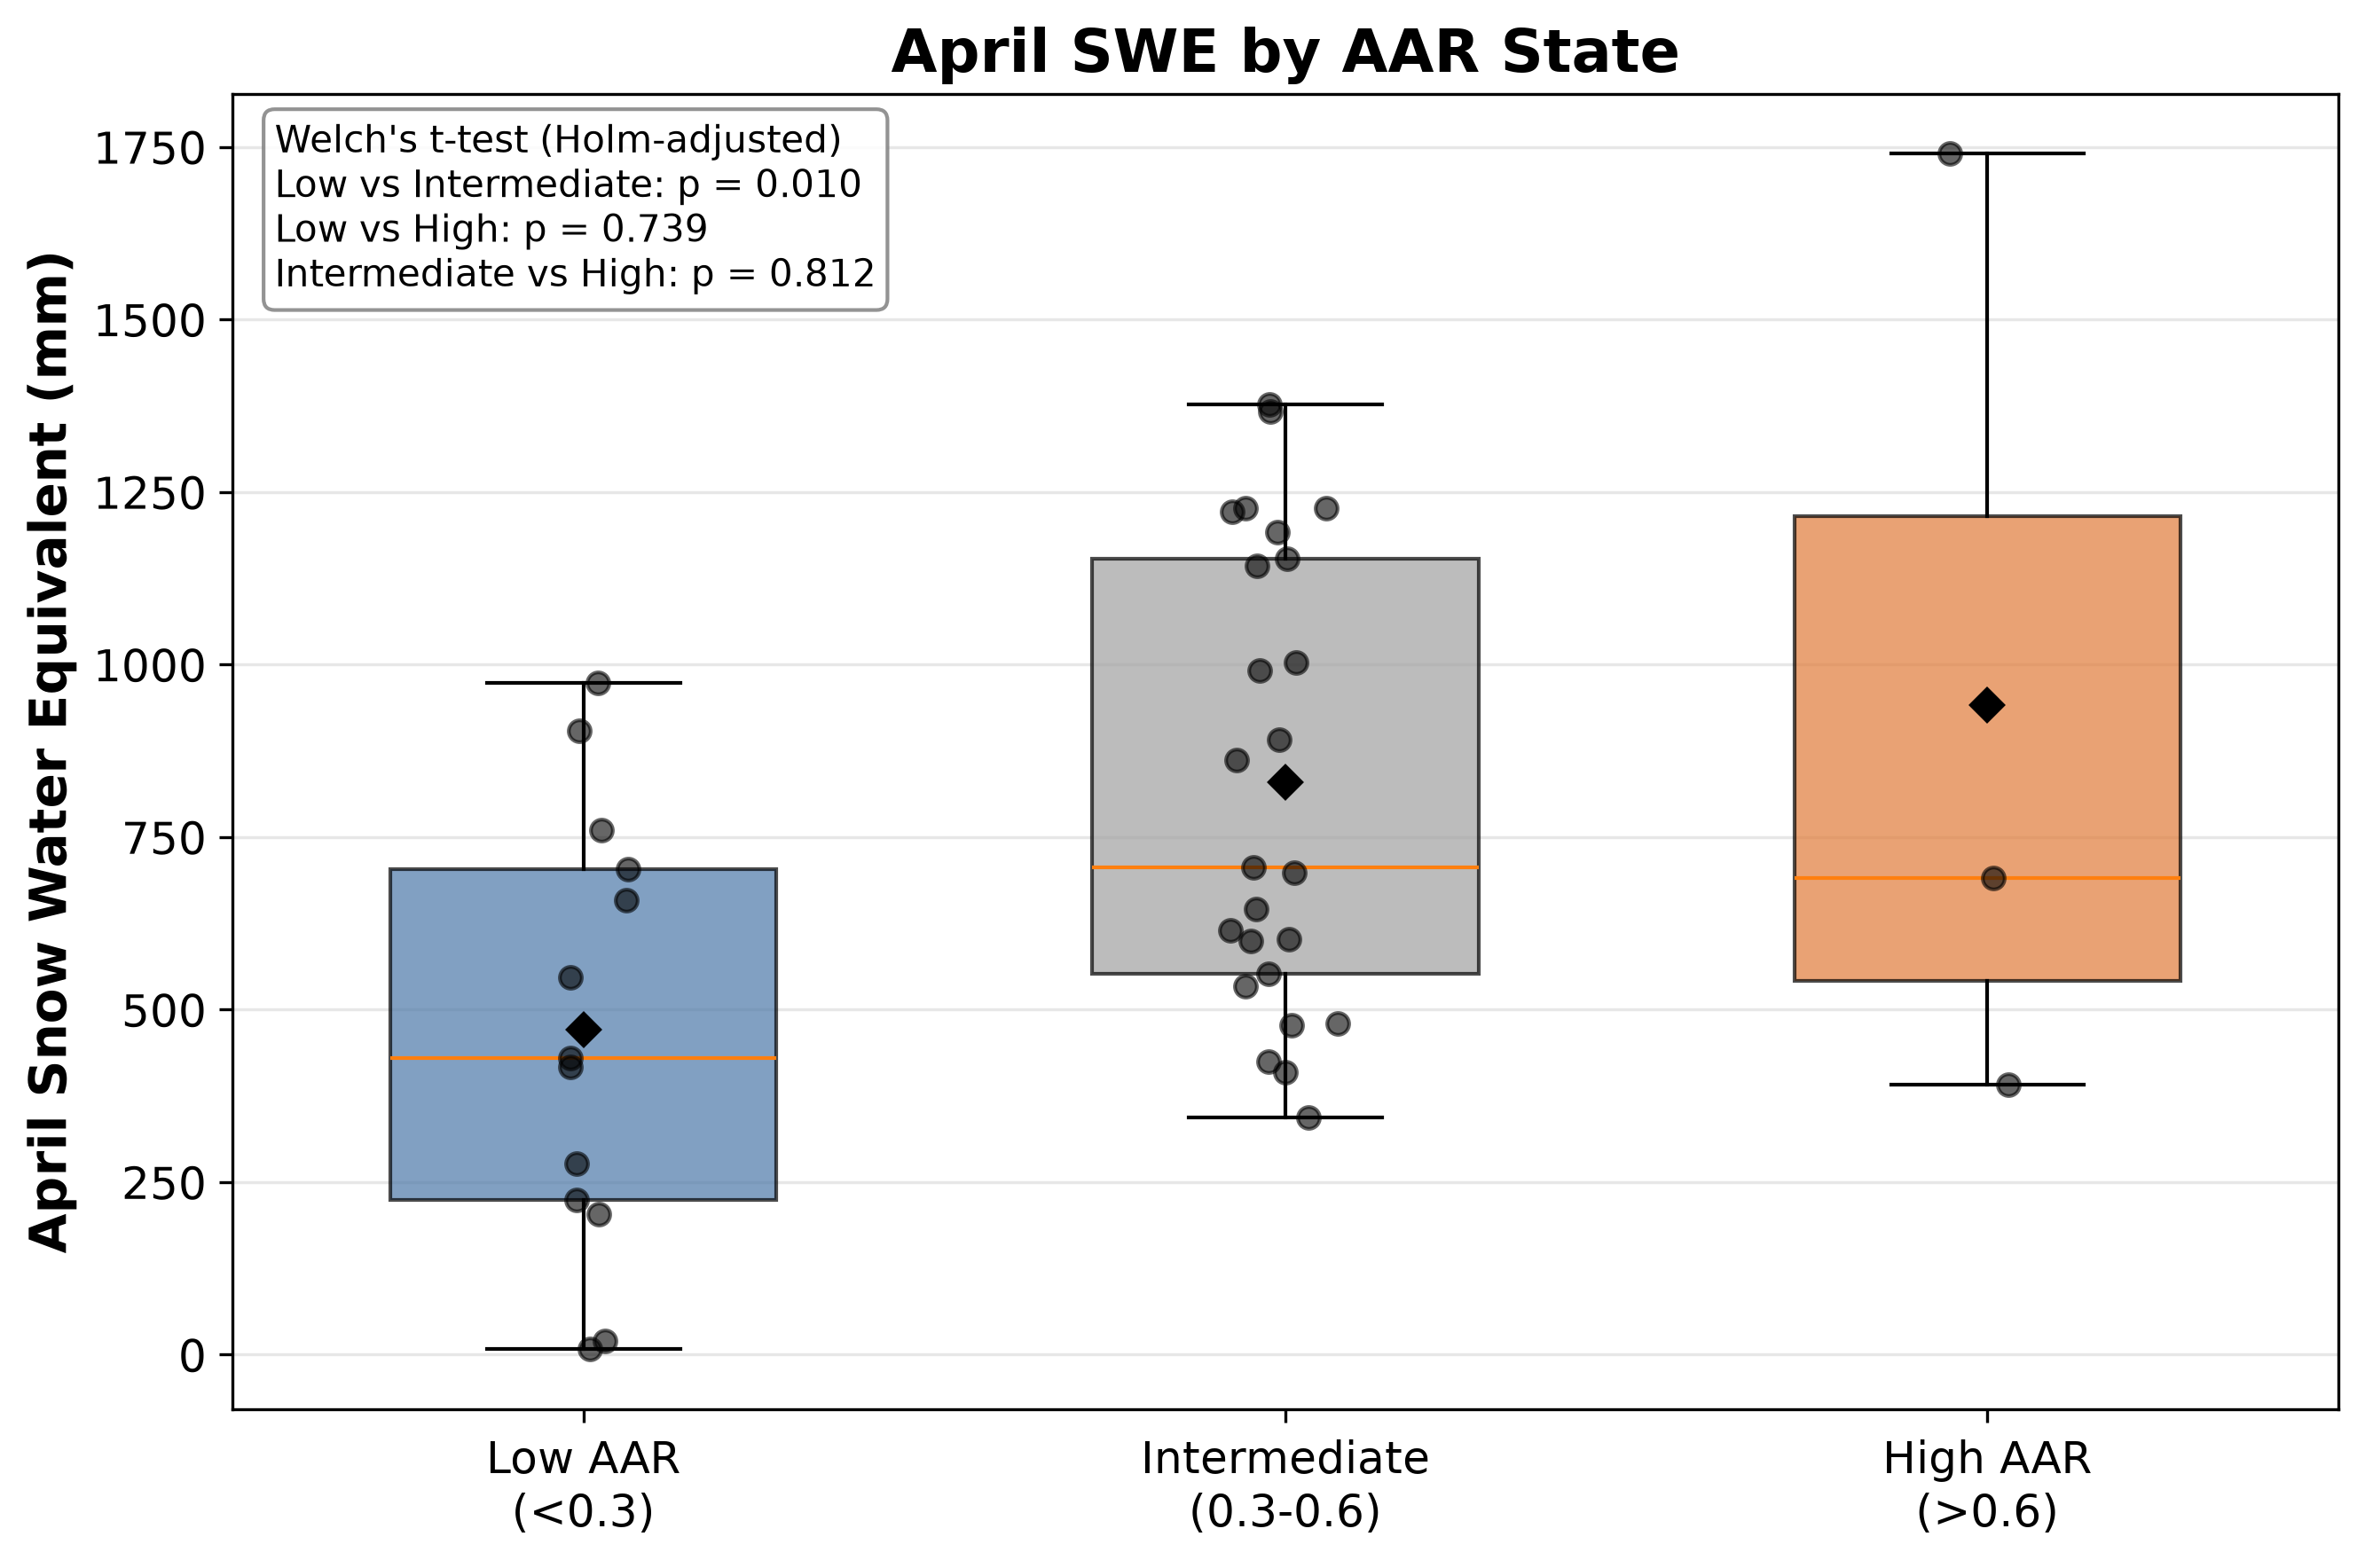 April SWE by AAR State
Welch's t-test (Holm-adjusted)
Low vs Intermediate: p = 0.010
Low vs High: p = 0.739
Intermediate vs High: p = 0.812
April Snow Water Equivalent (mm)
1750
1500
1250
1000
750
500
250
0
Low AAR
(<0.3)
Intermediate
(0.3-0.6)
High AAR
(>0.6)